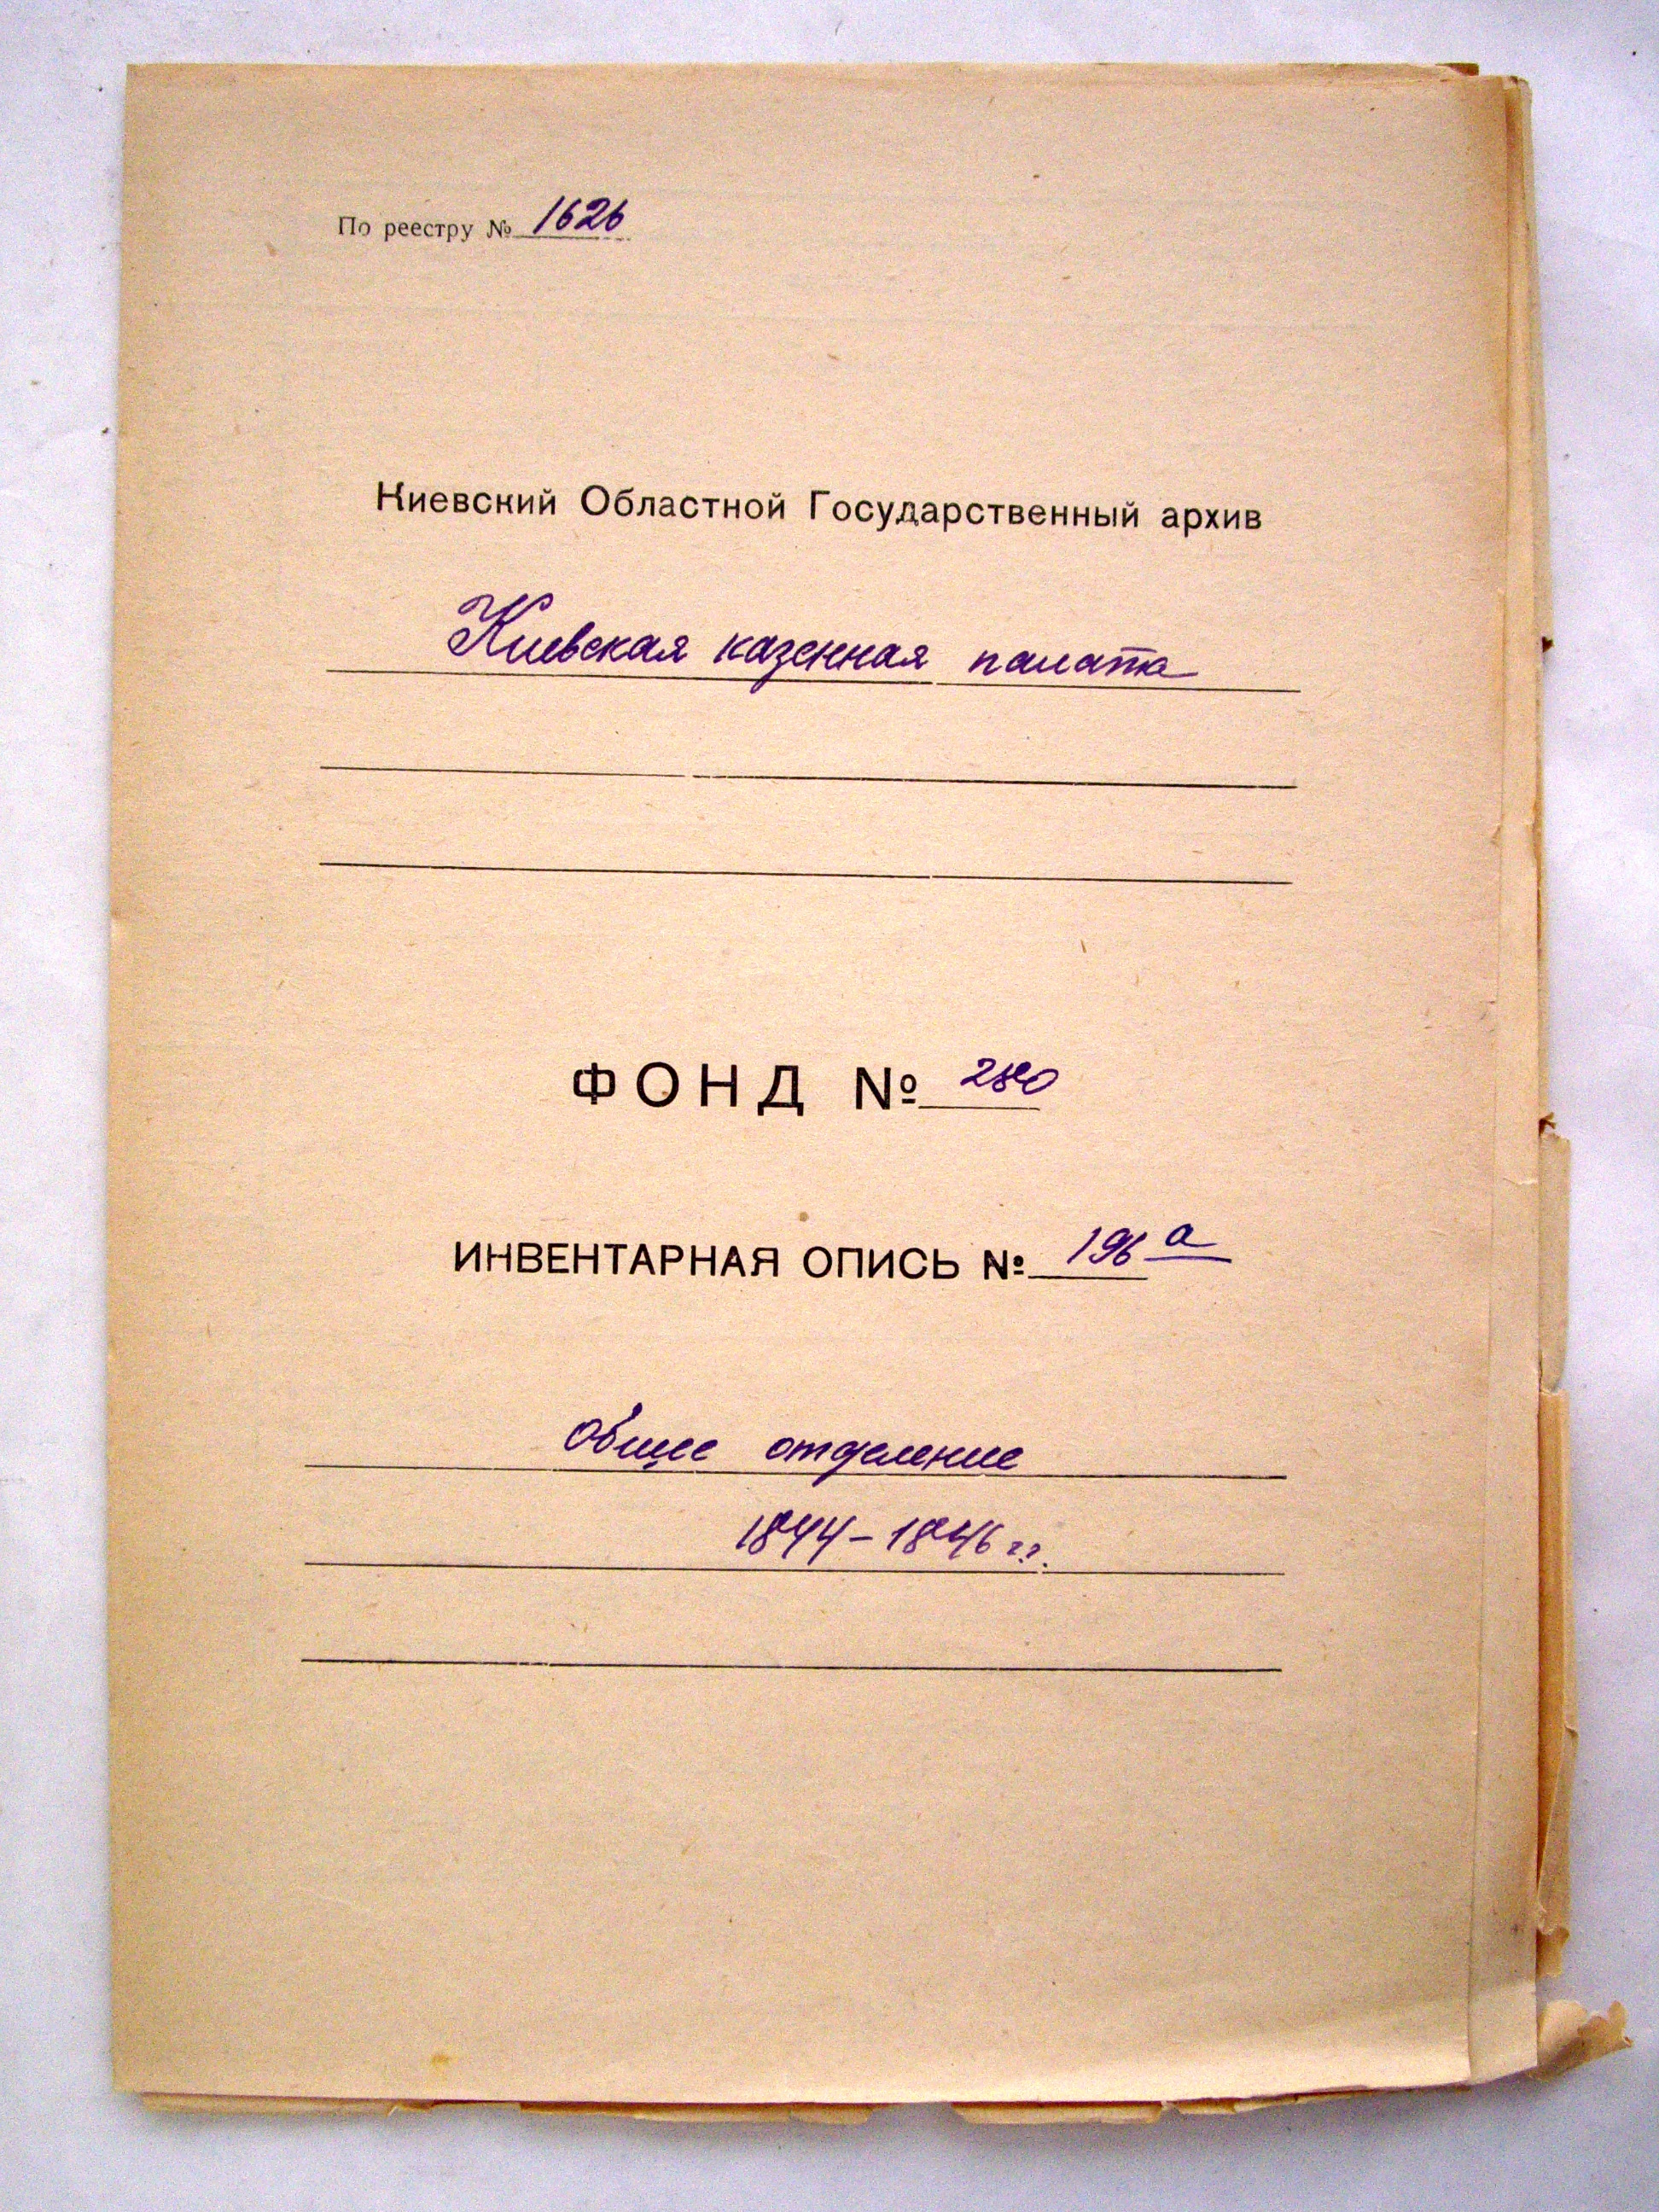 По реестру № 1626
Киевский Областной Государственный архив
Киевская казенная палата
ФОНД № 280
ИНВЕНТАРНАЯ ОПИСЬ № 196 а
Общее отделение
1844-1846 гг.